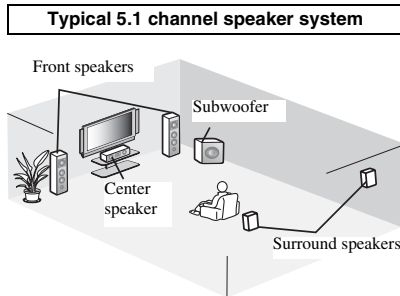 Typical 5.1 channel speaker system
Front speakers
Subwoofer
Center
speaker
Surround speakers